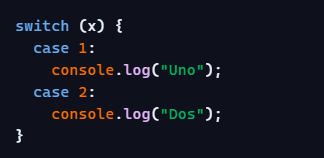 switch (x) {
  case 1:
    console.log("Uno");
  case 2:
    console.log("Dos");
}